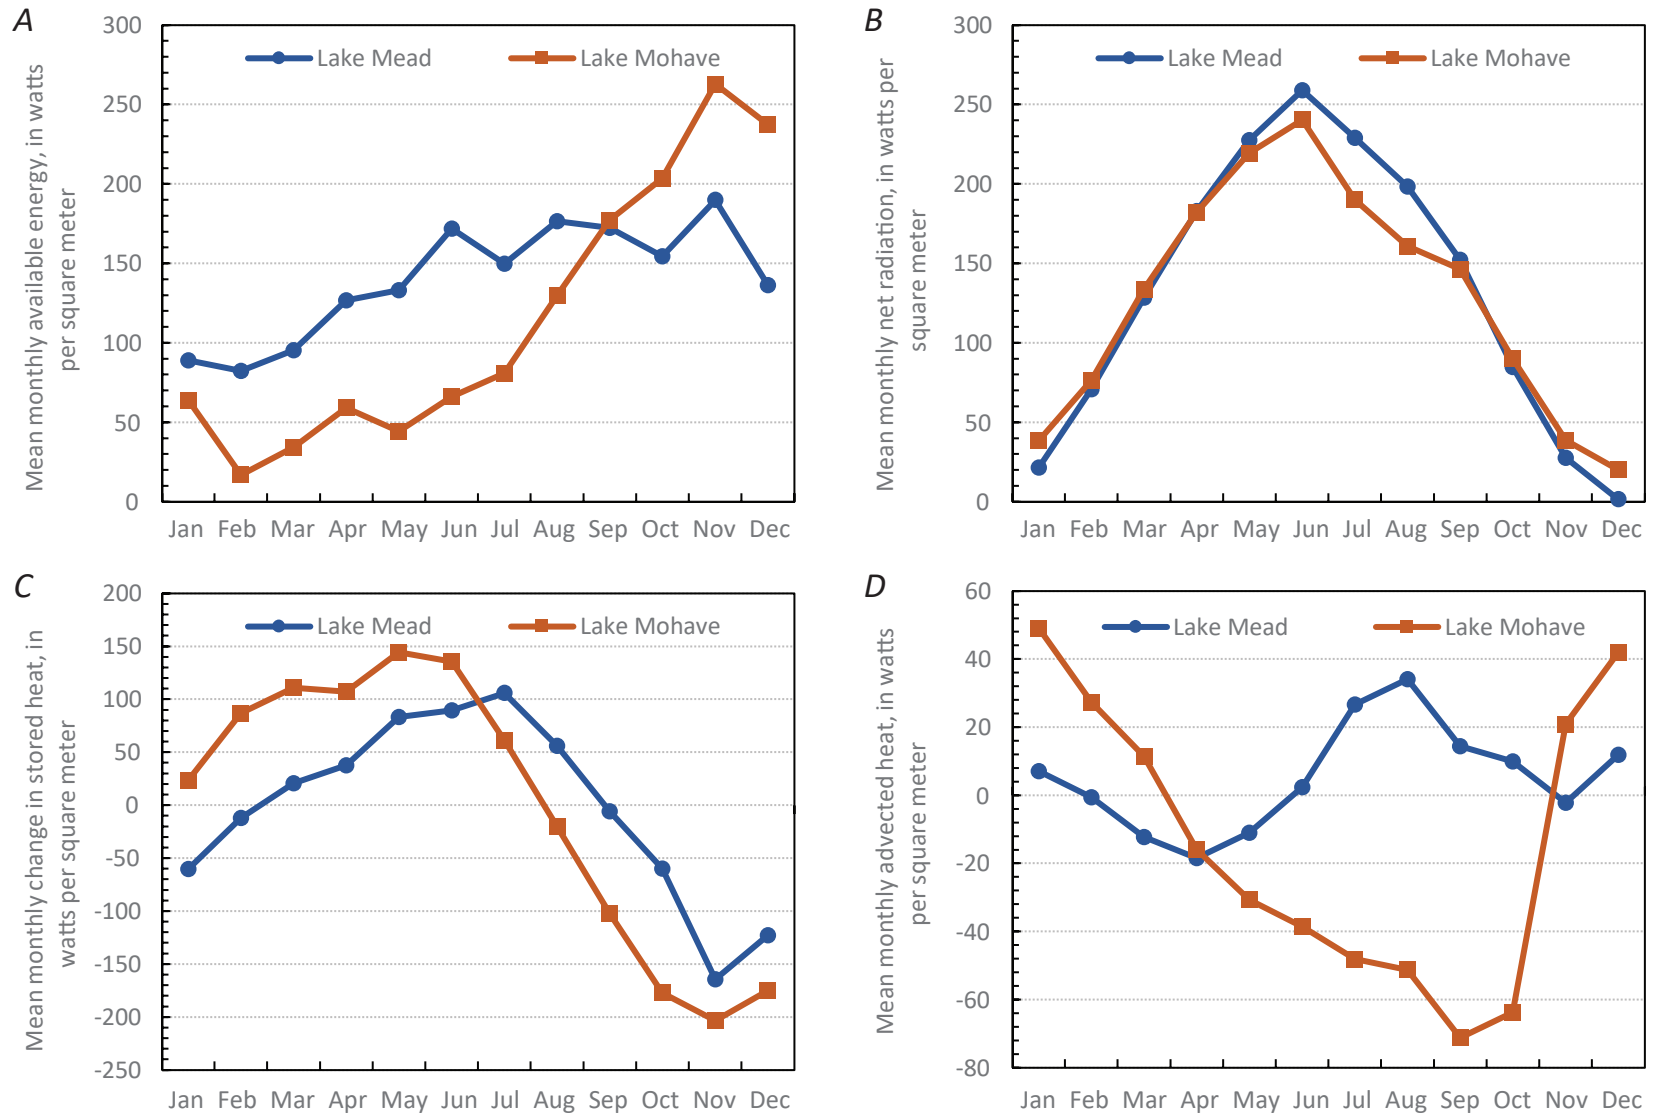 A
Mean monthly available energy, in watts
per square meter
300
250
200
150
100
50
0
Lake Mead
Lake Mohave
Jan Feb Mar Apr May Jun Jul Aug Sep Oct Nov Dec
B
Mean monthly net radiation, in watts per
square meter
300
250
200
150
100
50
0
Lake Mead
Lake Mohave
Jan Feb Mar Apr May Jun Jul Aug Sep Oct Nov Dec
C
Mean monthly change in stored heat, in
watts per square meter
200
150
100
50
0
-50
-100
-150
-200
-250
Lake Mead
Lake Mohave
Jan Feb Mar Apr May Jun Jul Aug Sep Oct Nov Dec
D
Mean monthly advected heat, in watts
per square meter
60
40
20
0
-20
-40
-60
-80
Lake Mead
Lake Mohave
Jan Feb Mar Apr May Jun Jul Aug Sep Oct Nov Dec